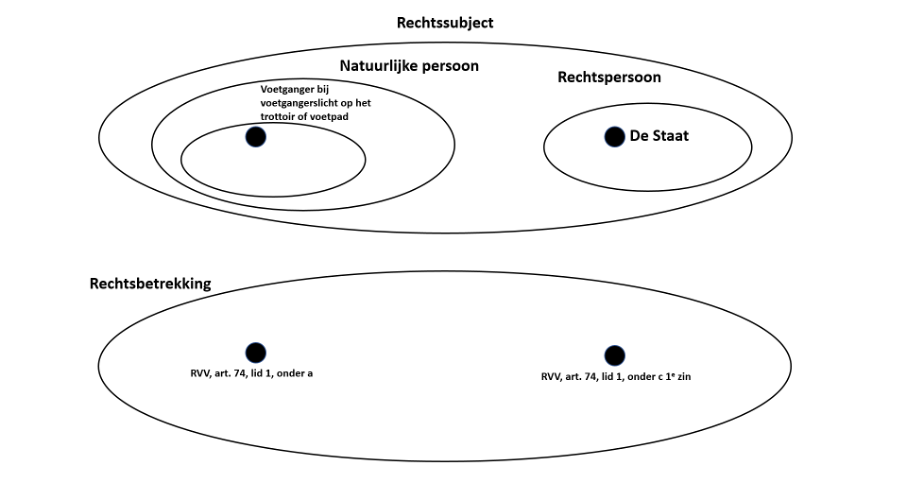 Rechtssubject
Natuurlijke persoon
Rechtspersoon
Voetganger bij
voetgangerslicht op het
trottoir of voetpad
De Staat
Rechtsbetrekking
RVV, art. 74, lid 1, onder a
RVV, art. 74, lid 1, onder c 1ᵉ zin